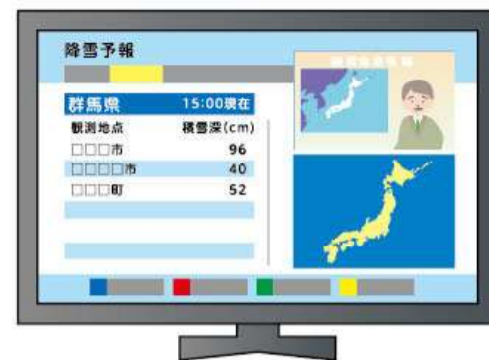 降雪予報
群馬県 15:00現在
観測地点 積雪深(cm)
□□□市 96
□□□□市 40
□□□町 52